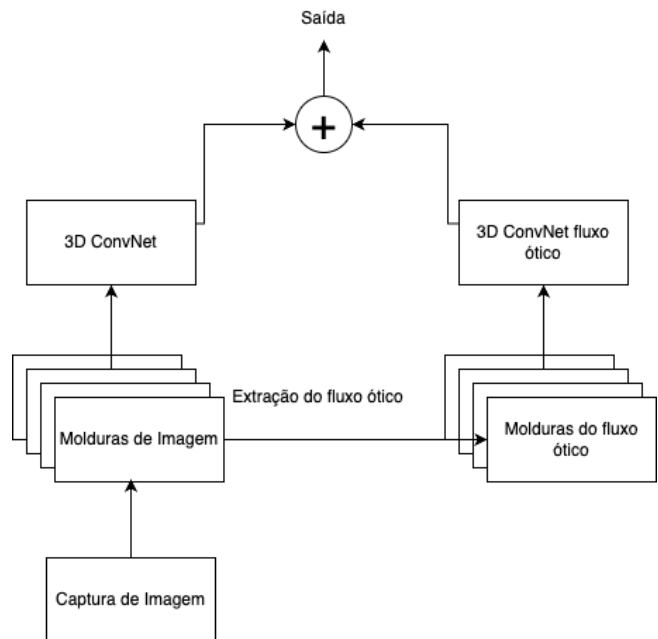 Saída
+
3D ConvNet
3D ConvNet fluxo
ótico
Extração do fluxo ótico
Molduras de Imagem
Molduras do fluxo
ótico
Captura de Imagem